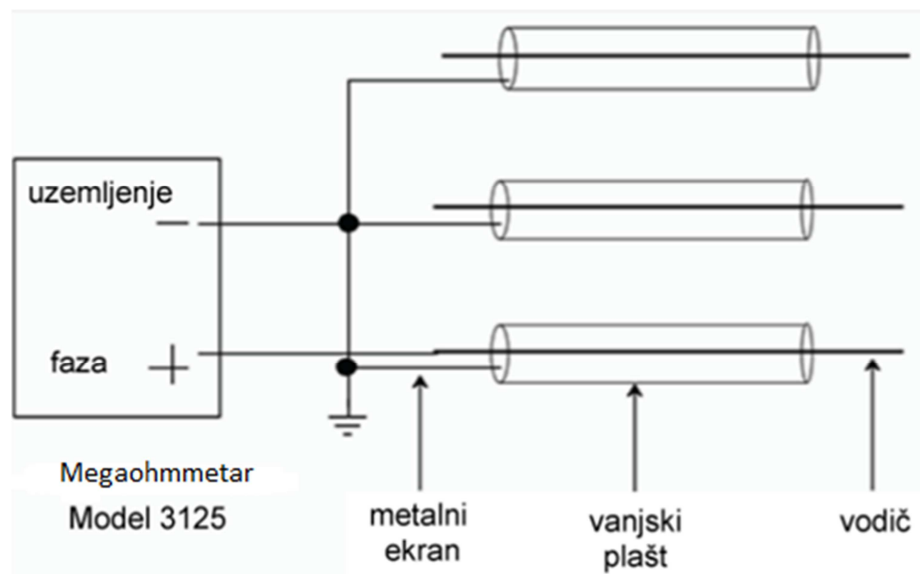 uzemljenje
−
faza
+
Megaohmmetar
Model 3125
metalni
ekran
vanjski
plašt
vodič